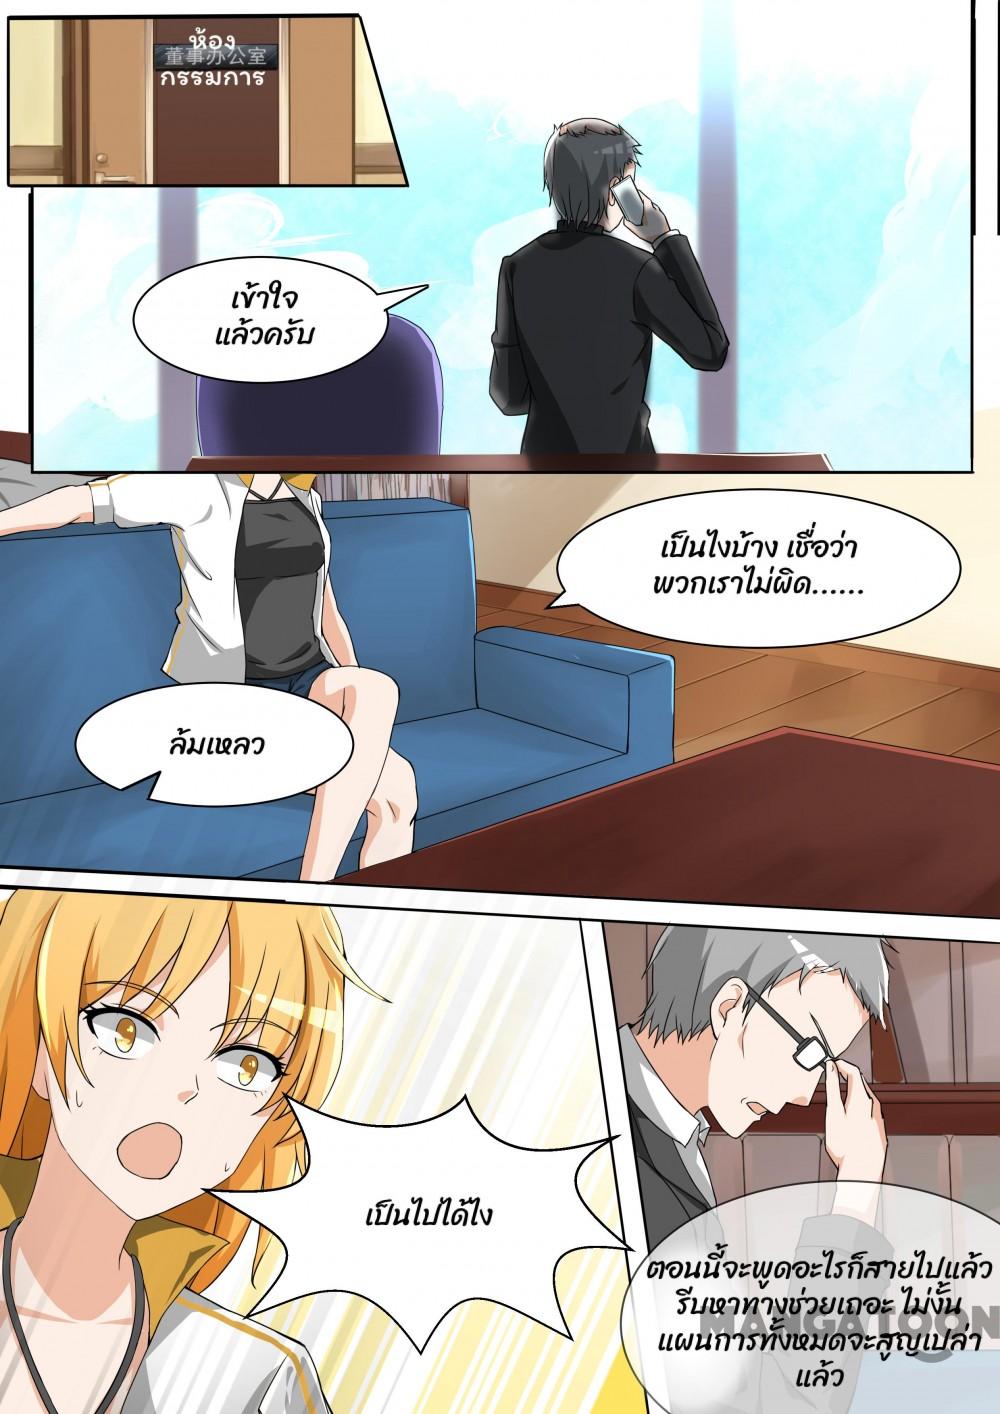 ห้อง
董事办公室
กรรมการ
เข้าใจ
แล้วครับ
เป็นไงบ้าง เชื่อว่า
พวกเราไม่ผิด......
ล้มเหลว
เป็นไปได้ไง
ตอนนี้จะพูดอะไรก็สายไปแล้ว
รีบหาทางช่วยเถอะ ไม่งั้น
แผนการทั้งหมดจะสูญเปล่า
แล้ว
MANGATOON